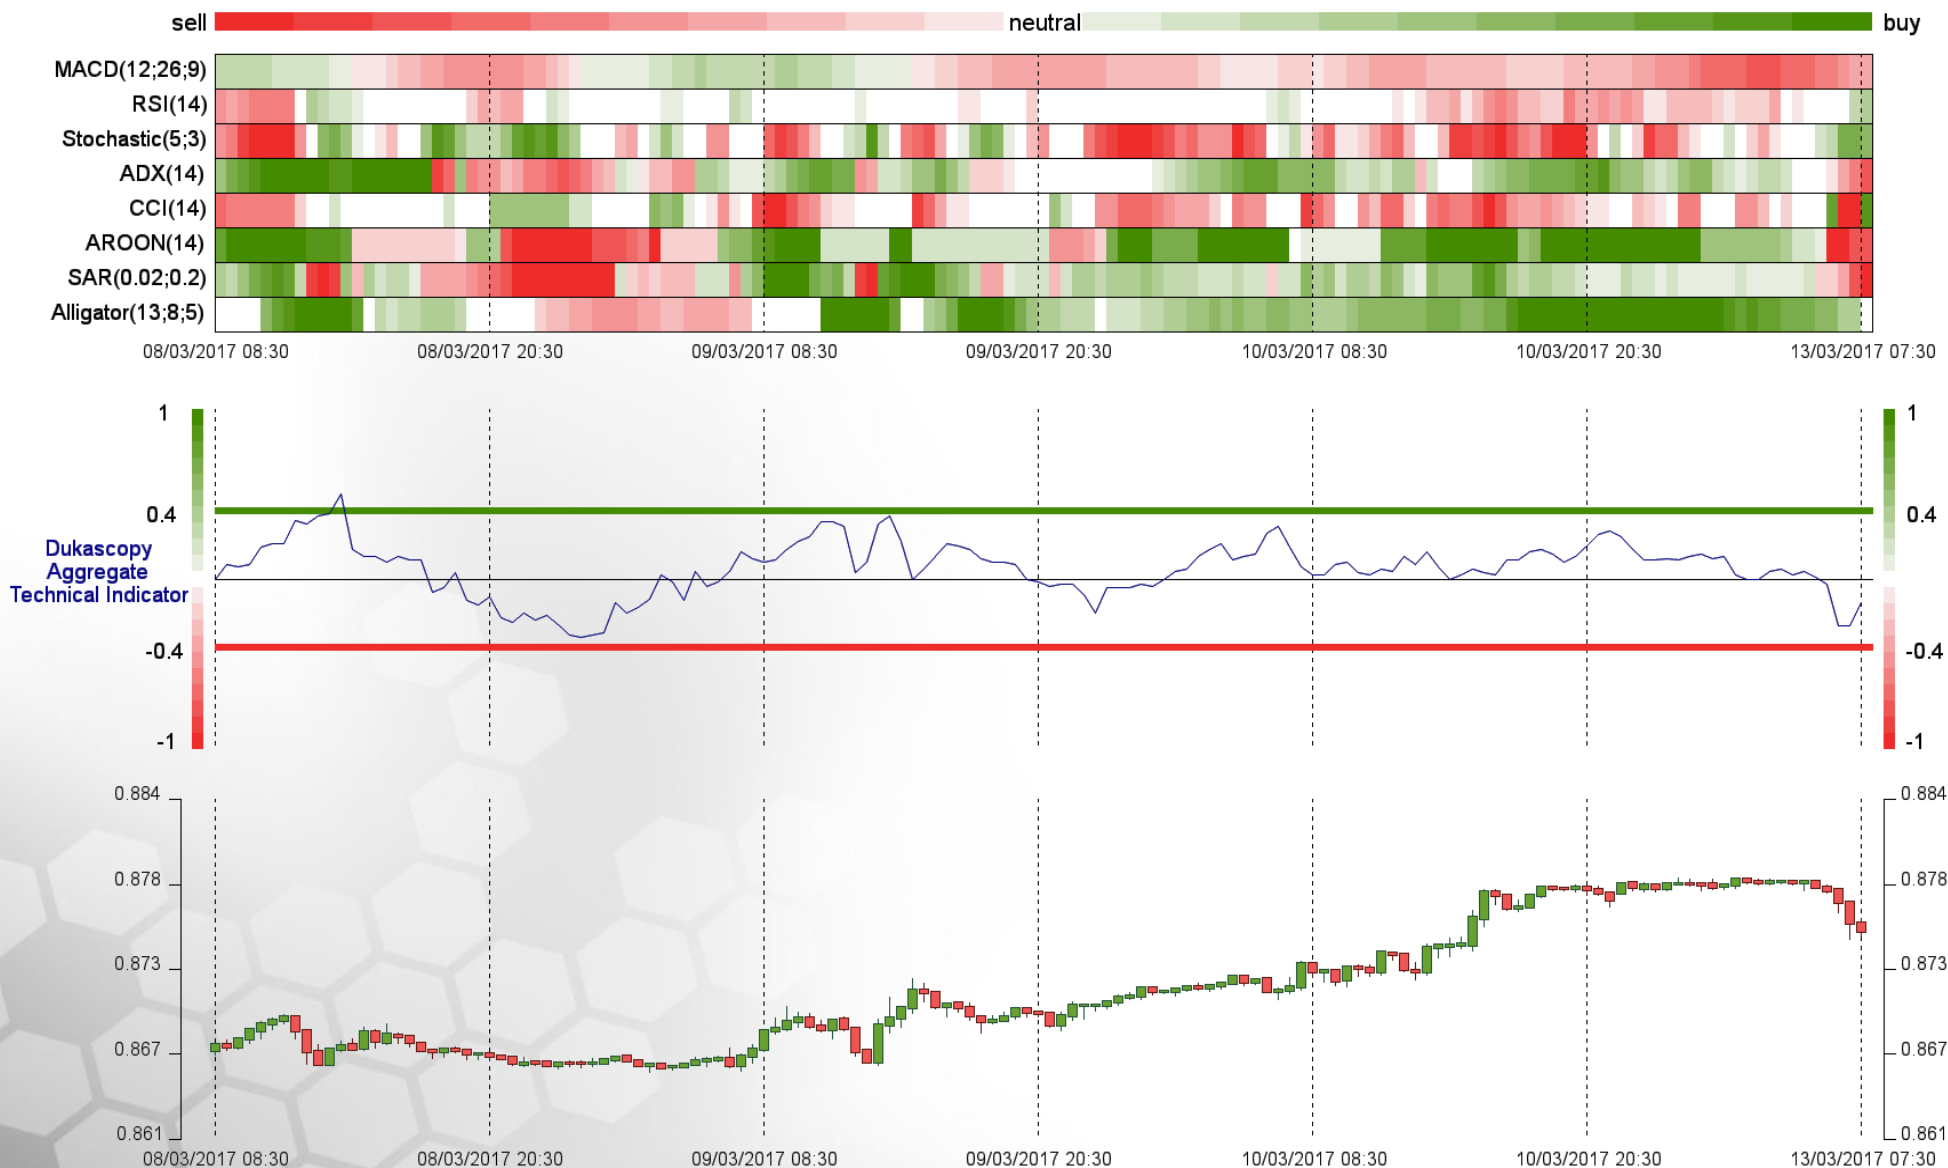 sell neutral buy
MACD(12;26;9)
RSI(14)
Stochastic(5;3)
ADX(14)
CCI(14)
AROON(14)
SAR(0.02;0.2)
Alligator(13;8;5)
08/03/2017 08:30 08/03/2017 20:30 09/03/2017 08:30 09/03/2017 20:30 10/03/2017 08:30 10/03/2017 20:30 13/03/2017 07:30
1 1
0.4 0.4
Dukascopy
Aggregate
Technical Indicator
-0.4 -0.4
-1 -1
0.884 0.884
0.878 0.878
0.873 0.873
0.867 0.867
0.861 0.861
08/03/2017 08:30 08/03/2017 20:30 09/03/2017 08:30 09/03/2017 20:30 10/03/2017 08:30 10/03/2017 20:30 13/03/2017 07:30